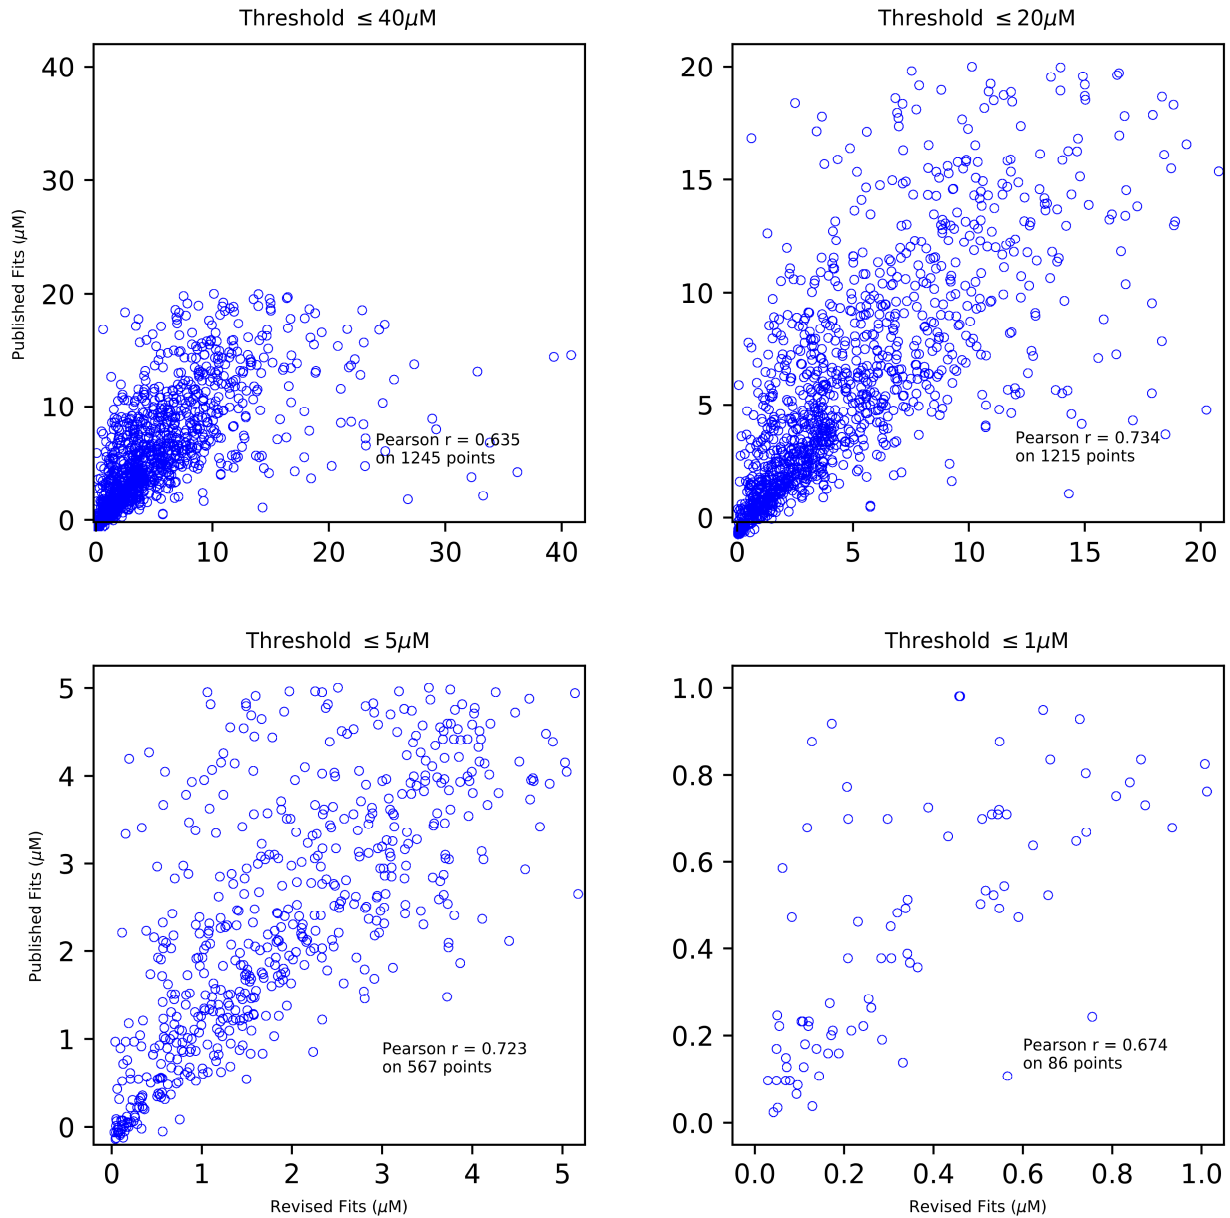 Threshold ≤40μM
Published Fits (μM)
40
30
20
10
0
0 10 20 30 40
Pearson r = 0.635
on 1245 points
Threshold ≤20μM
20
15
10
5
0
0 5 10 15 20
Pearson r = 0.734
on 1215 points
Threshold ≤5μM
Published Fits (μM)
5
4
3
2
1
0
0 1 2 3 4 5
Revised Fits (μM)
Pearson r = 0.723
on 567 points
Threshold ≤1μM
1.0
0.8
0.6
0.4
0.2
0.0
0.0 0.2 0.4 0.6 0.8 1.0
Revised Fits (μM)
Pearson r = 0.674
on 86 points